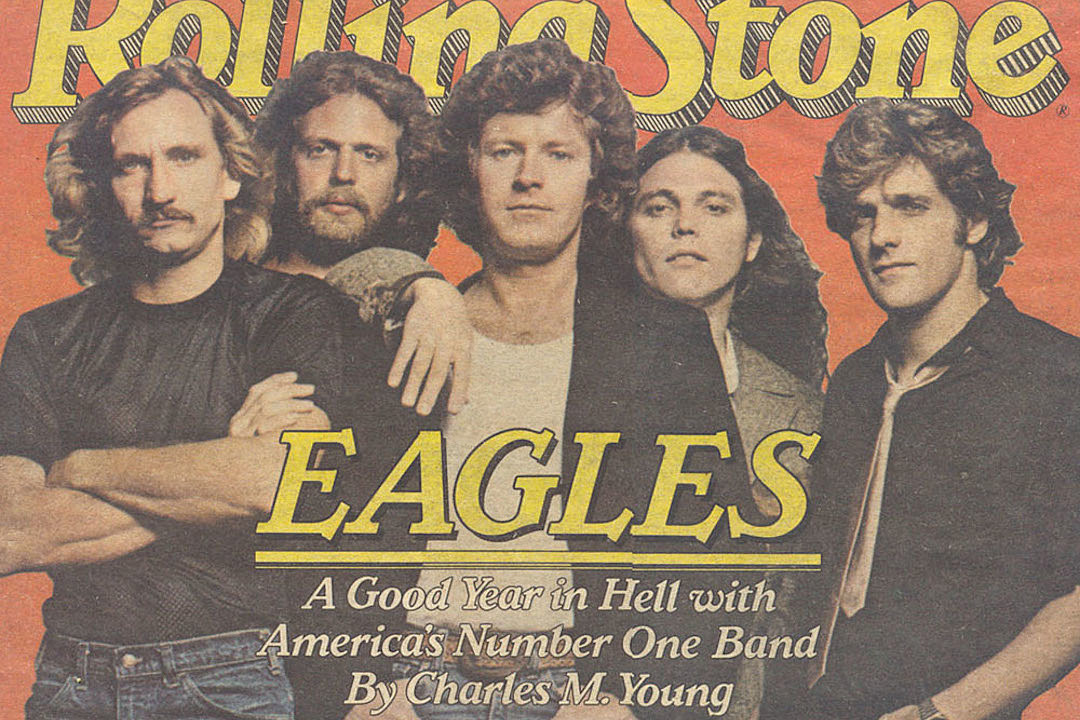 Rolling Stone
®
EAGLES
A Good Year in Hell with
America's Number One Band
By Charles M. Young